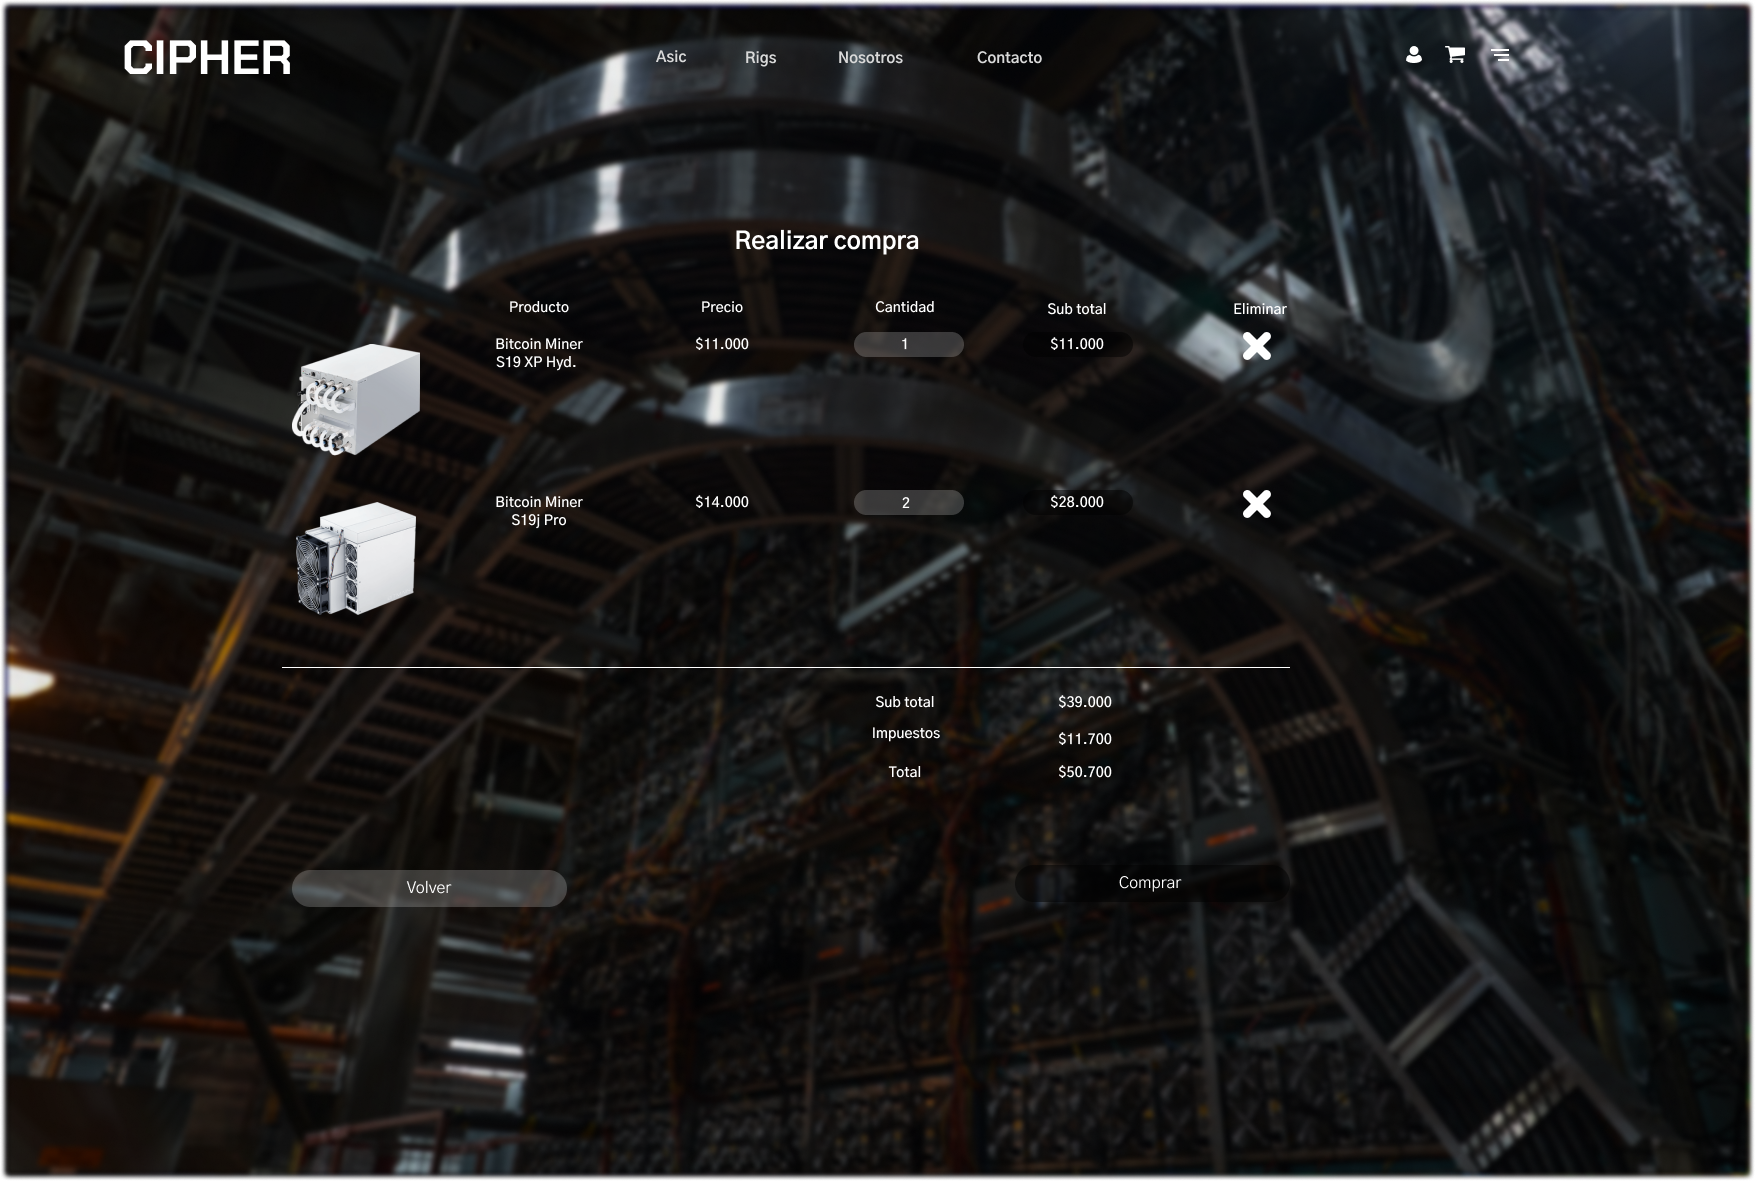 CIPHER
Asic
Rigs
Nosotros
Contacto
Realizar compra
Producto
Precio
Cantidad
Sub total
Eliminar
Bitcoin Miner
S19 XP Hyd.
$11.000
1
$11.000
Bitcoin Miner
S19j Pro
$14.000
2
$28.000
Sub total
$39.000
Impuestos
$11.700
Total
$50.700
Volver
Comprar